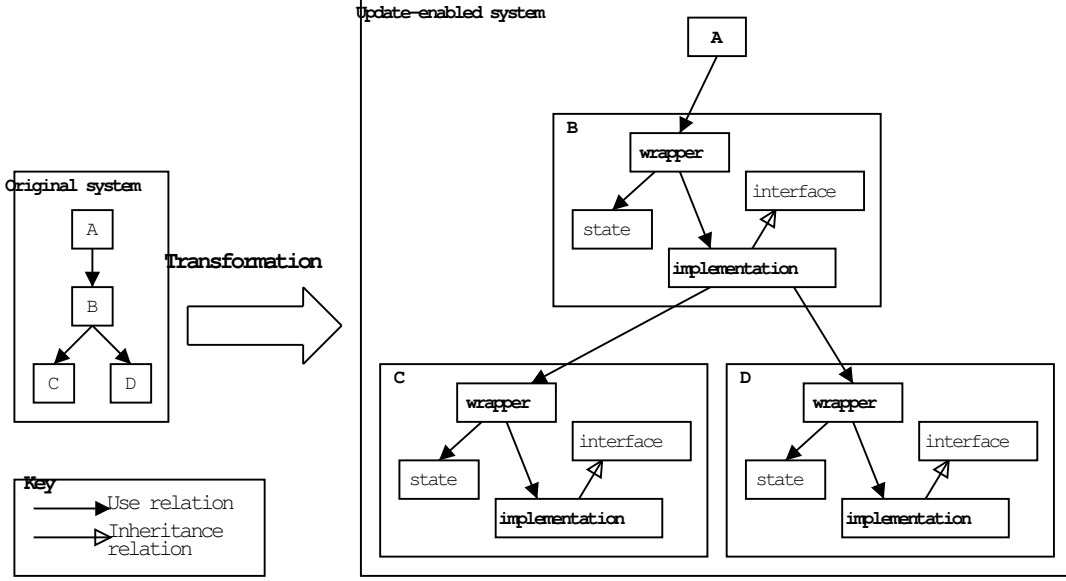 Update-enabled system
A
B
wrapper
interface
state
implementation
Original system
A
B
C
D
Transformation
C
wrapper
interface
state
implementation
D
wrapper
interface
state
implementation
Key
Use relation
Inheritance
relation